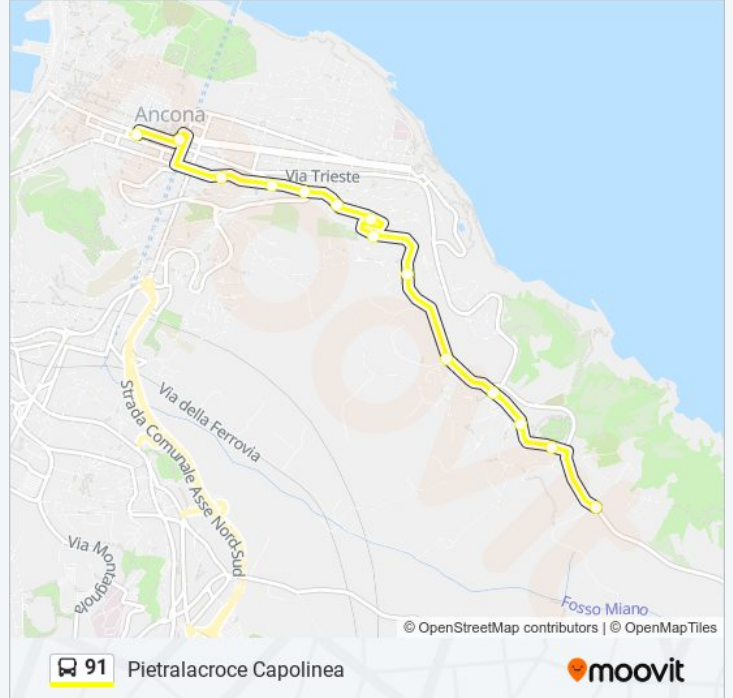 Ancona
Via Trieste
Via della Ferrovia
Strada Comunale Asse Nord-Sud
Via Montagnola
Fosso Miano
© OpenStreetMap contributors | © OpenMapTiles
91 Pietralacroce Capolinea
moovit